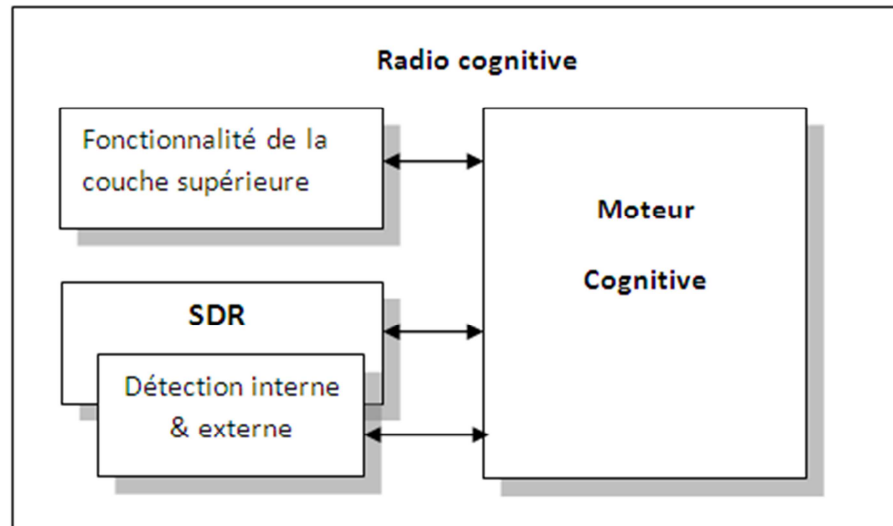 Radio cognitive
Fonctionnalité de la
couche supérieure
Moteur
Cognitive
SDR
Détection interne
& externe